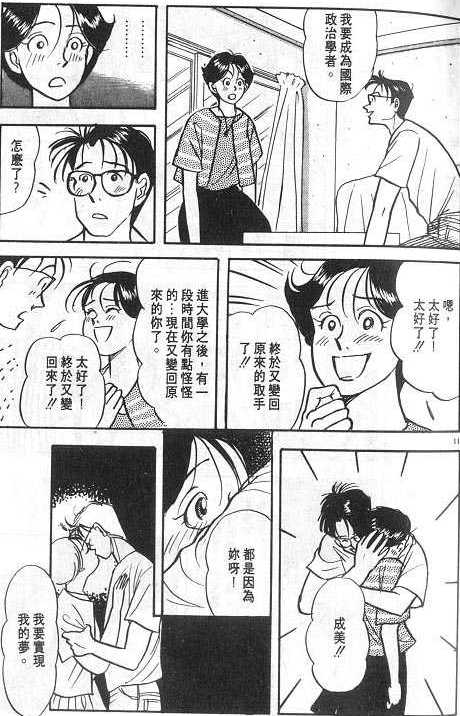 我要成為國際
政治學者。
⋯⋯⋯
怎麼了?
嗯,
太好了!
太好了!
終於又變回
原來的取手
了!!
進大學之後,有一
段時間你有點怪怪
的…現在又變回原
來的你了。
太好了!
終於又變
回來了!!
11
成美!!
都是因為
妳呀!
我要實現
我的夢。